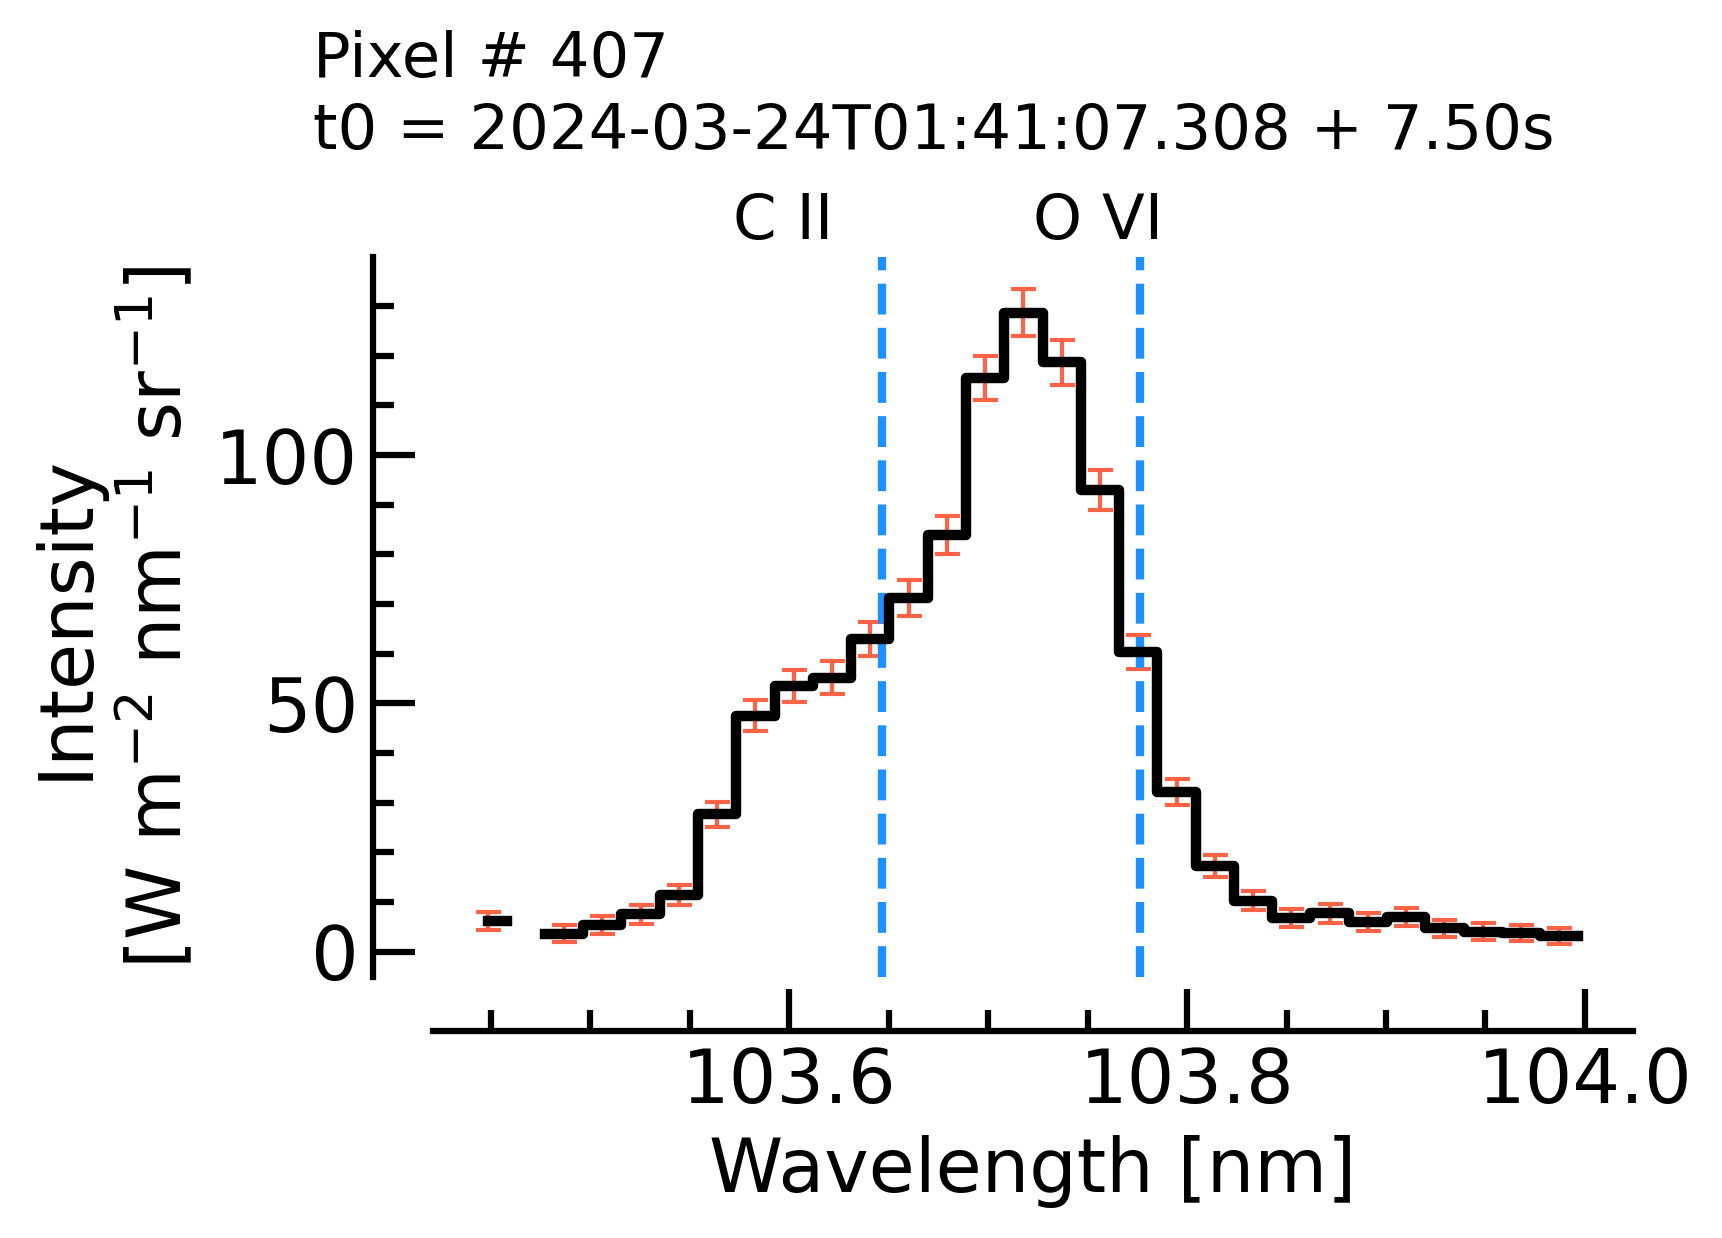 Pixel # 407
t0 = 2024-03-24T01:41:07.308 + 7.50s
C II O VI
Intensity
[W m⁻² nm⁻¹ sr⁻¹]
100
50
0
103.6 103.8 104.0
Wavelength [nm]